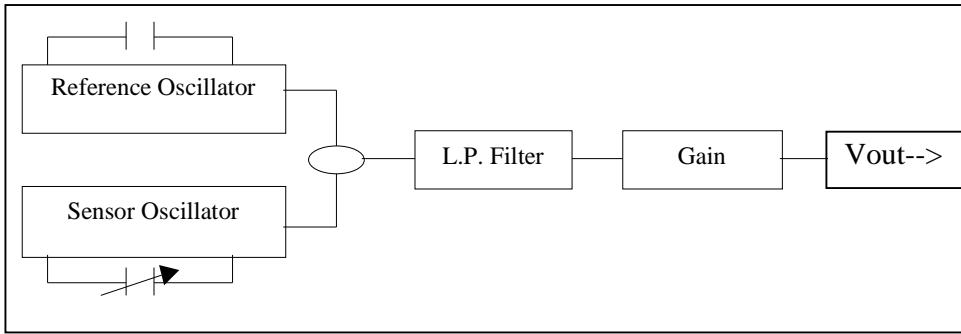 Reference Oscillator
L.P. Filter
Gain
Vout-->
Sensor Oscillator